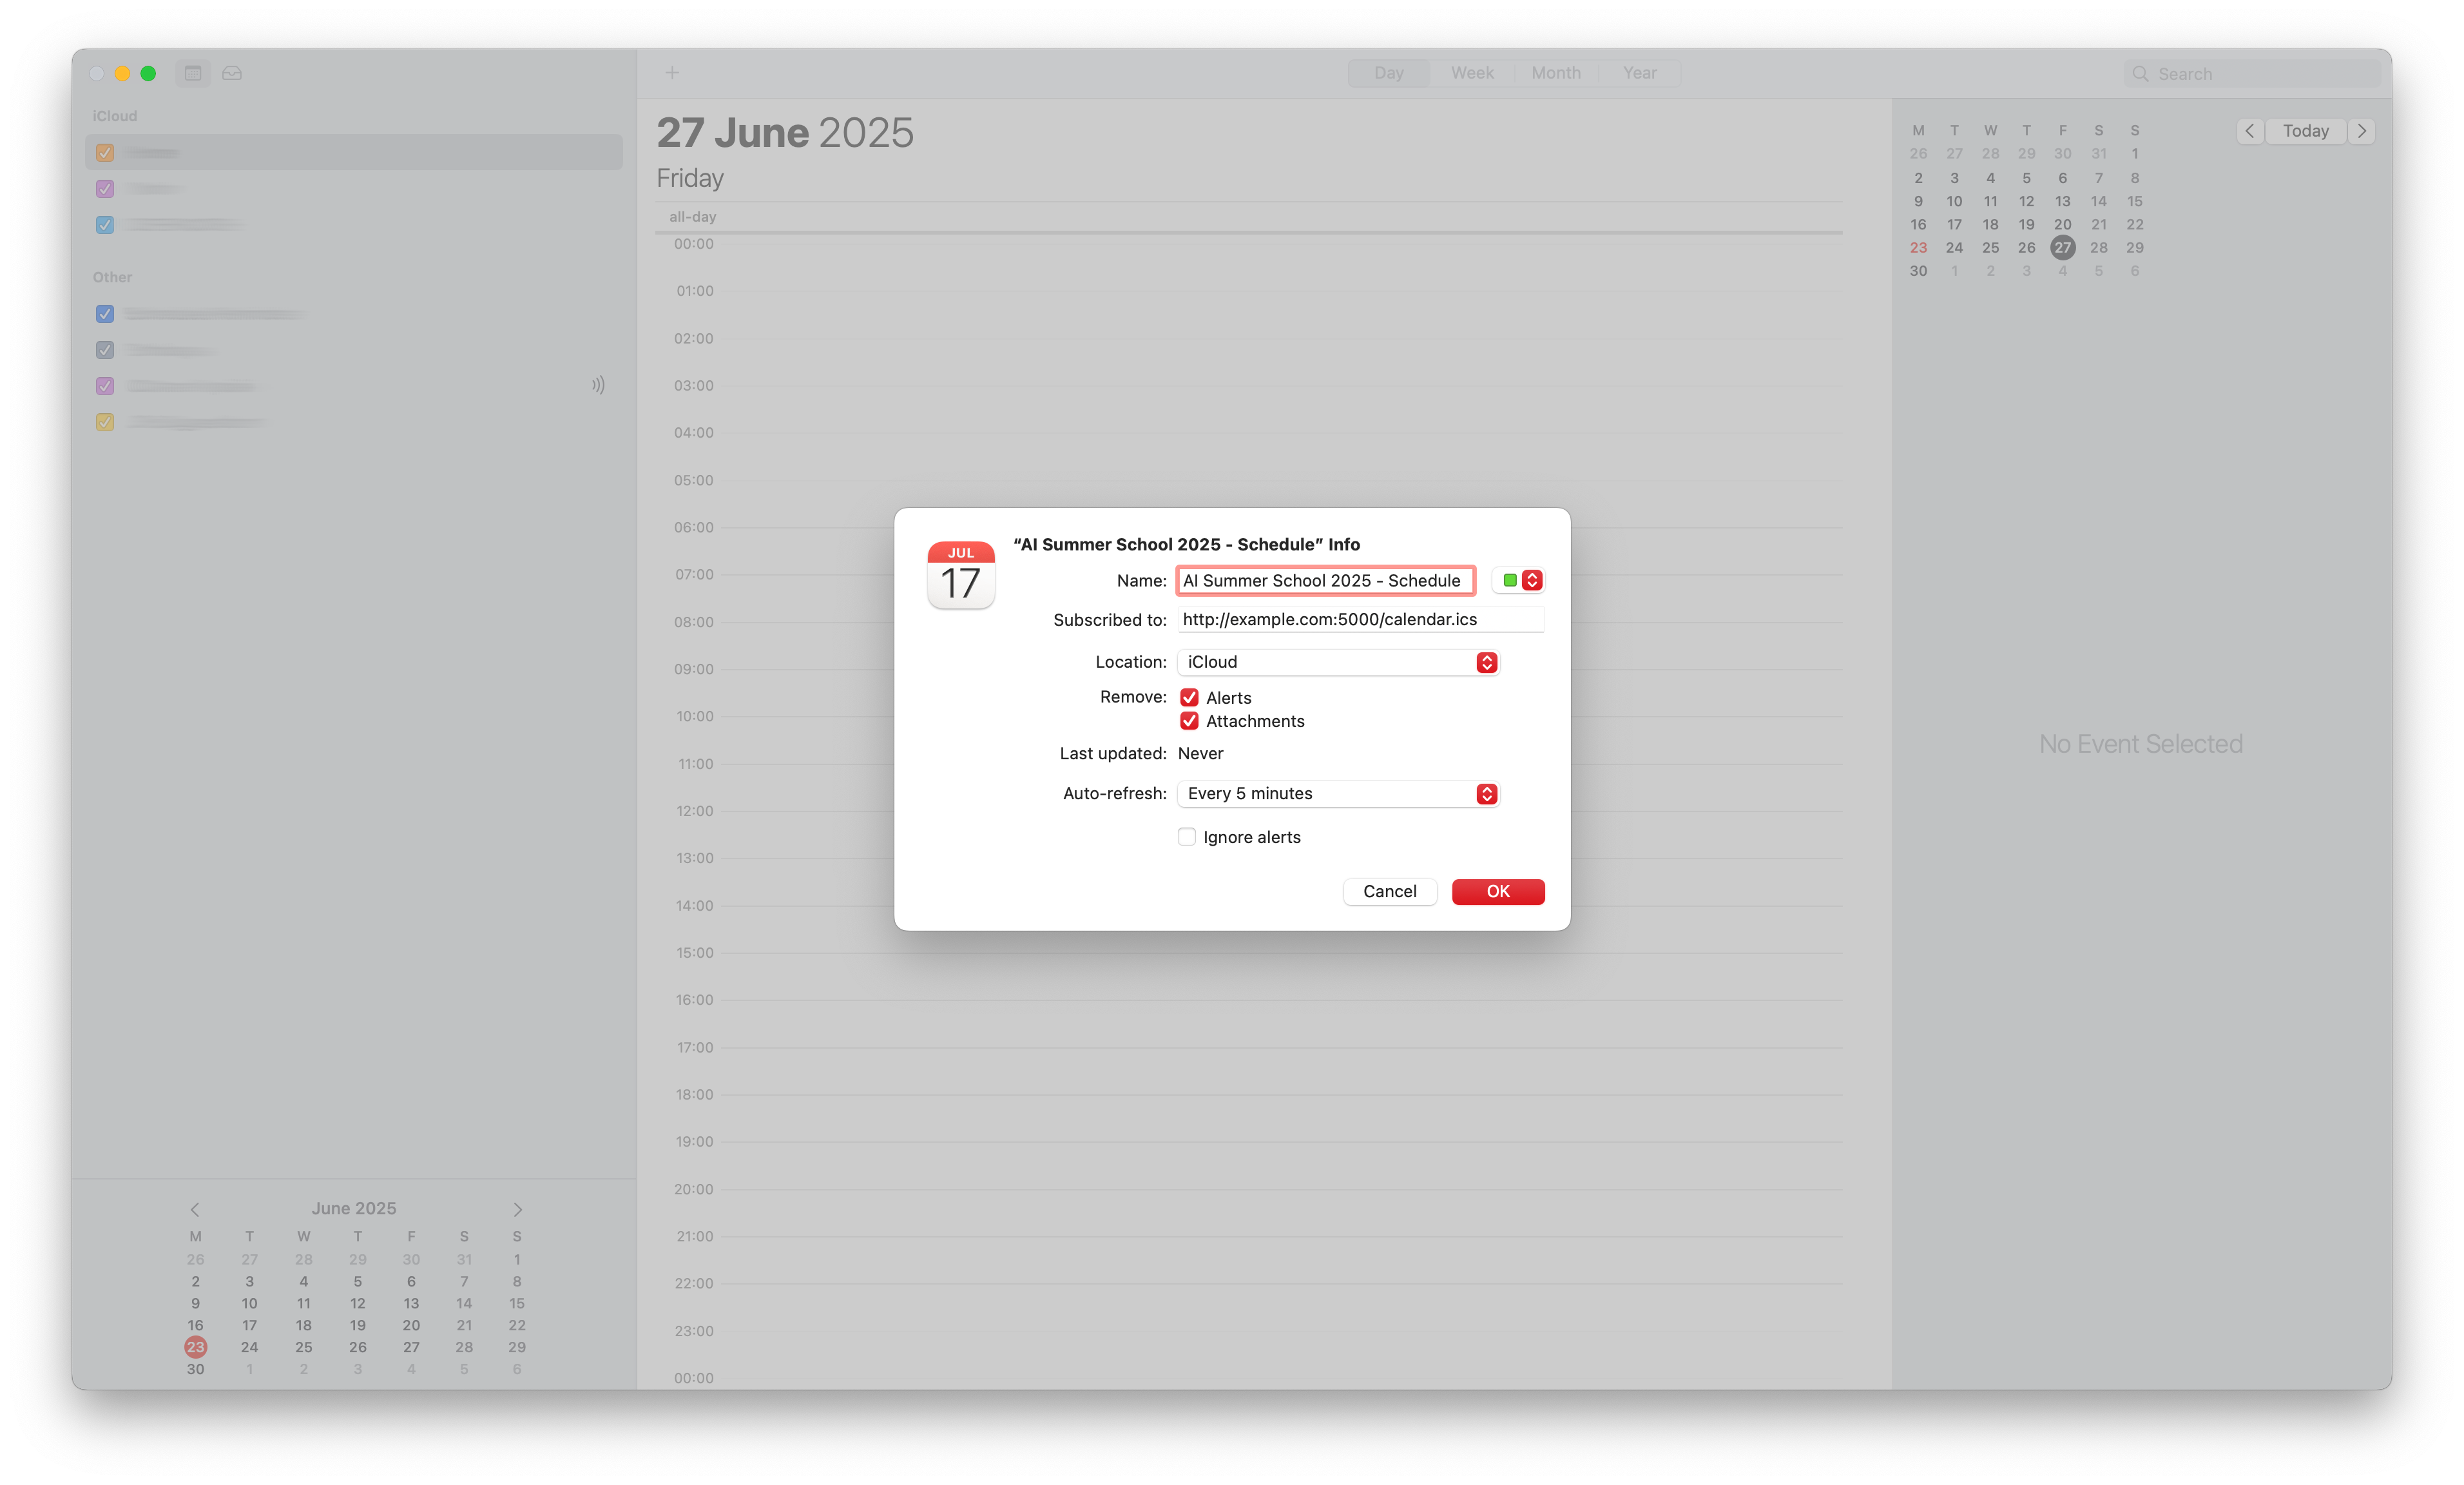 Day Week Month Year
Search
iCloud
Other
27 June 2025
Friday
all-day
00:00
01:00
02:00
03:00
04:00
05:00
06:00
07:00
08:00
09:00
10:00
11:00
12:00
13:00
14:00
15:00
16:00
17:00
18:00
19:00
20:00
21:00
22:00
23:00
00:00
JUL
17
“AI Summer School 2025 - Schedule” Info
Name: AI Summer School 2025 - Schedule
Subscribed to: http://example.com:5000/calendar.ics
Location: iCloud
Remove: Alerts
Attachments
Last updated: Never
Auto-refresh: Every 5 minutes
Ignore alerts
Cancel OK
M T W T F S S
26 27 28 29 30 31 1
2 3 4 5 6 7 8
9 10 11 12 13 14 15
16 17 18 19 20 21 22
23 24 25 26 27 28 29
30 1 2 3 4 5 6
Today
No Event Selected
June 2025
M T W T F S S
26 27 28 29 30 31 1
2 3 4 5 6 7 8
9 10 11 12 13 14 15
16 17 18 19 20 21 22
23 24 25 26 27 28 29
30 1 2 3 4 5 6